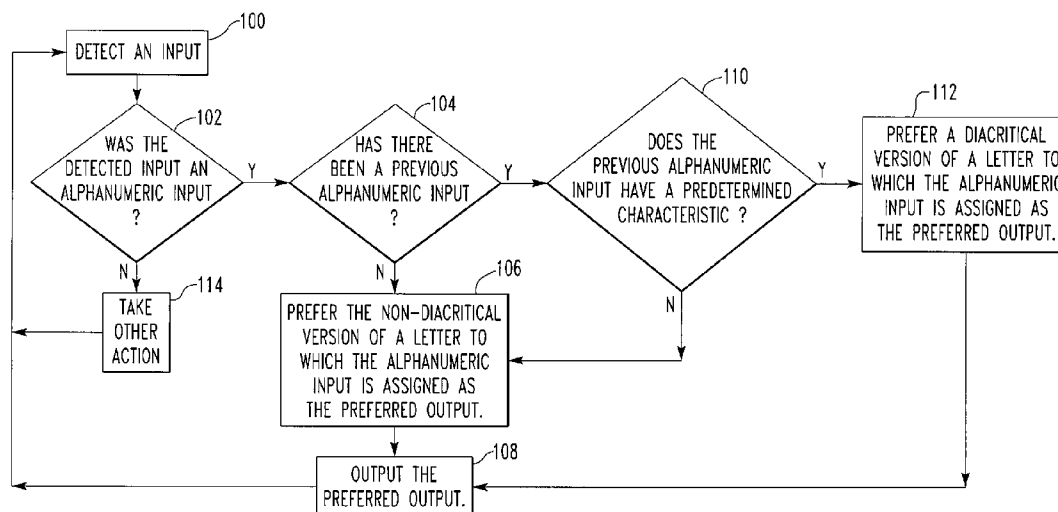 100
DETECT AN INPUT
102
WAS THE
DETECTED INPUT AN
ALPHANUMERIC INPUT
?
Y
N
114
TAKE
OTHER
ACTION
104
HAS THERE
BEEN A PREVIOUS
ALPHANUMERIC INPUT
?
Y
N
106
PREFER THE NON-DIACRITICAL
VERSION OF A LETTER TO
WHICH THE ALPHANUMERIC
INPUT IS ASSIGNED AS
THE PREFERRED OUTPUT.
110
DOES THE
PREVIOUS ALPHANUMERIC
INPUT HAVE A PREDETERMINED
CHARACTERISTIC ?
Y
N
112
PREFER A DIACRITICAL
VERSION OF A LETTER TO
WHICH THE ALPHANUMERIC
INPUT IS ASSIGNED AS
THE PREFERRED OUTPUT.
108
OUTPUT THE
PREFERRED OUTPUT.